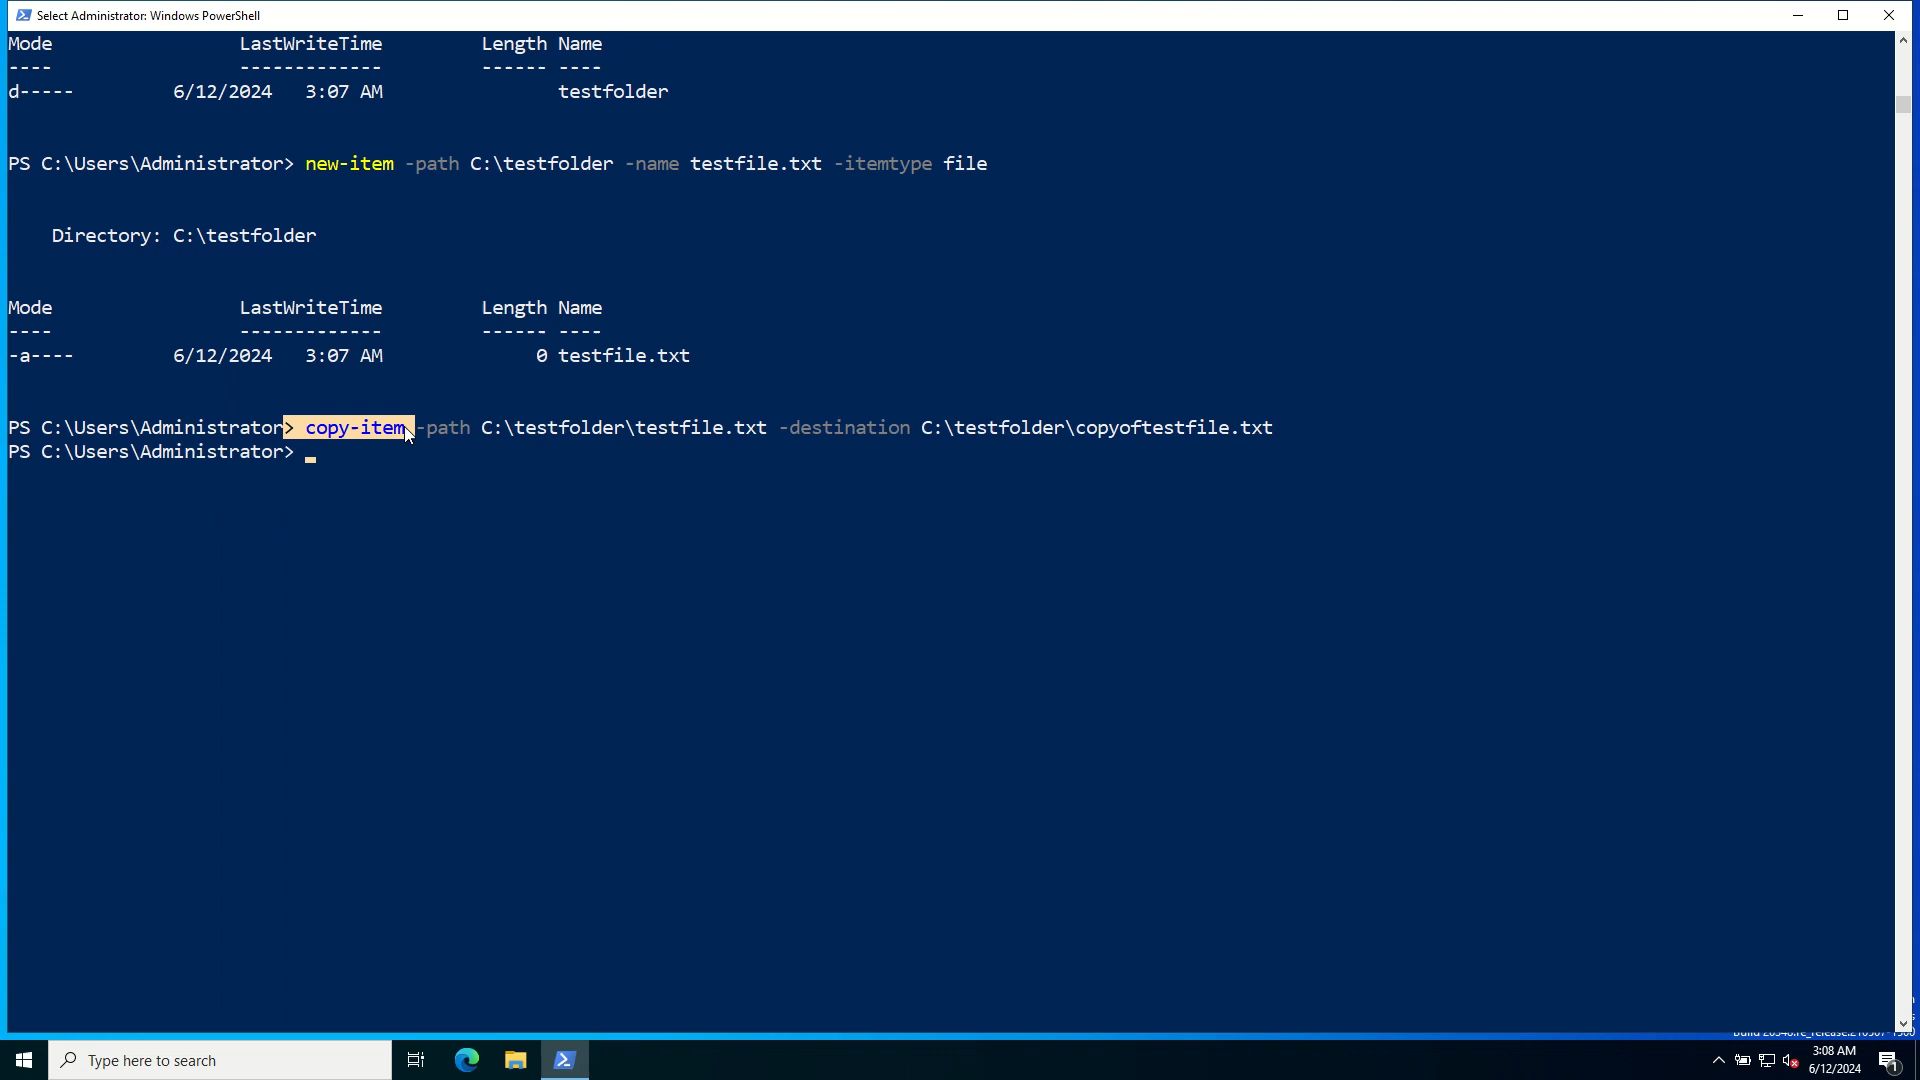 Select Administrator: Windows PowerShell
Mode LastWriteTime Length Name
---- ------------- ------ ----
d----- 6/12/2024 3:07 AM testfolder
PS C:\Users\Administrator> new-item -path C:\testfolder -name testfile.txt -itemtype file
Directory: C:\testfolder
Mode LastWriteTime Length Name
---- ------------- ------ ----
-a---- 6/12/2024 3:07 AM 0 testfile.txt
PS C:\Users\Administrator> copy-item -path C:\testfolder\testfile.txt -destination C:\testfolder\copyoftestfile.txt
PS C:\Users\Administrator>
Type here to search
3:08 AM
6/12/2024
1